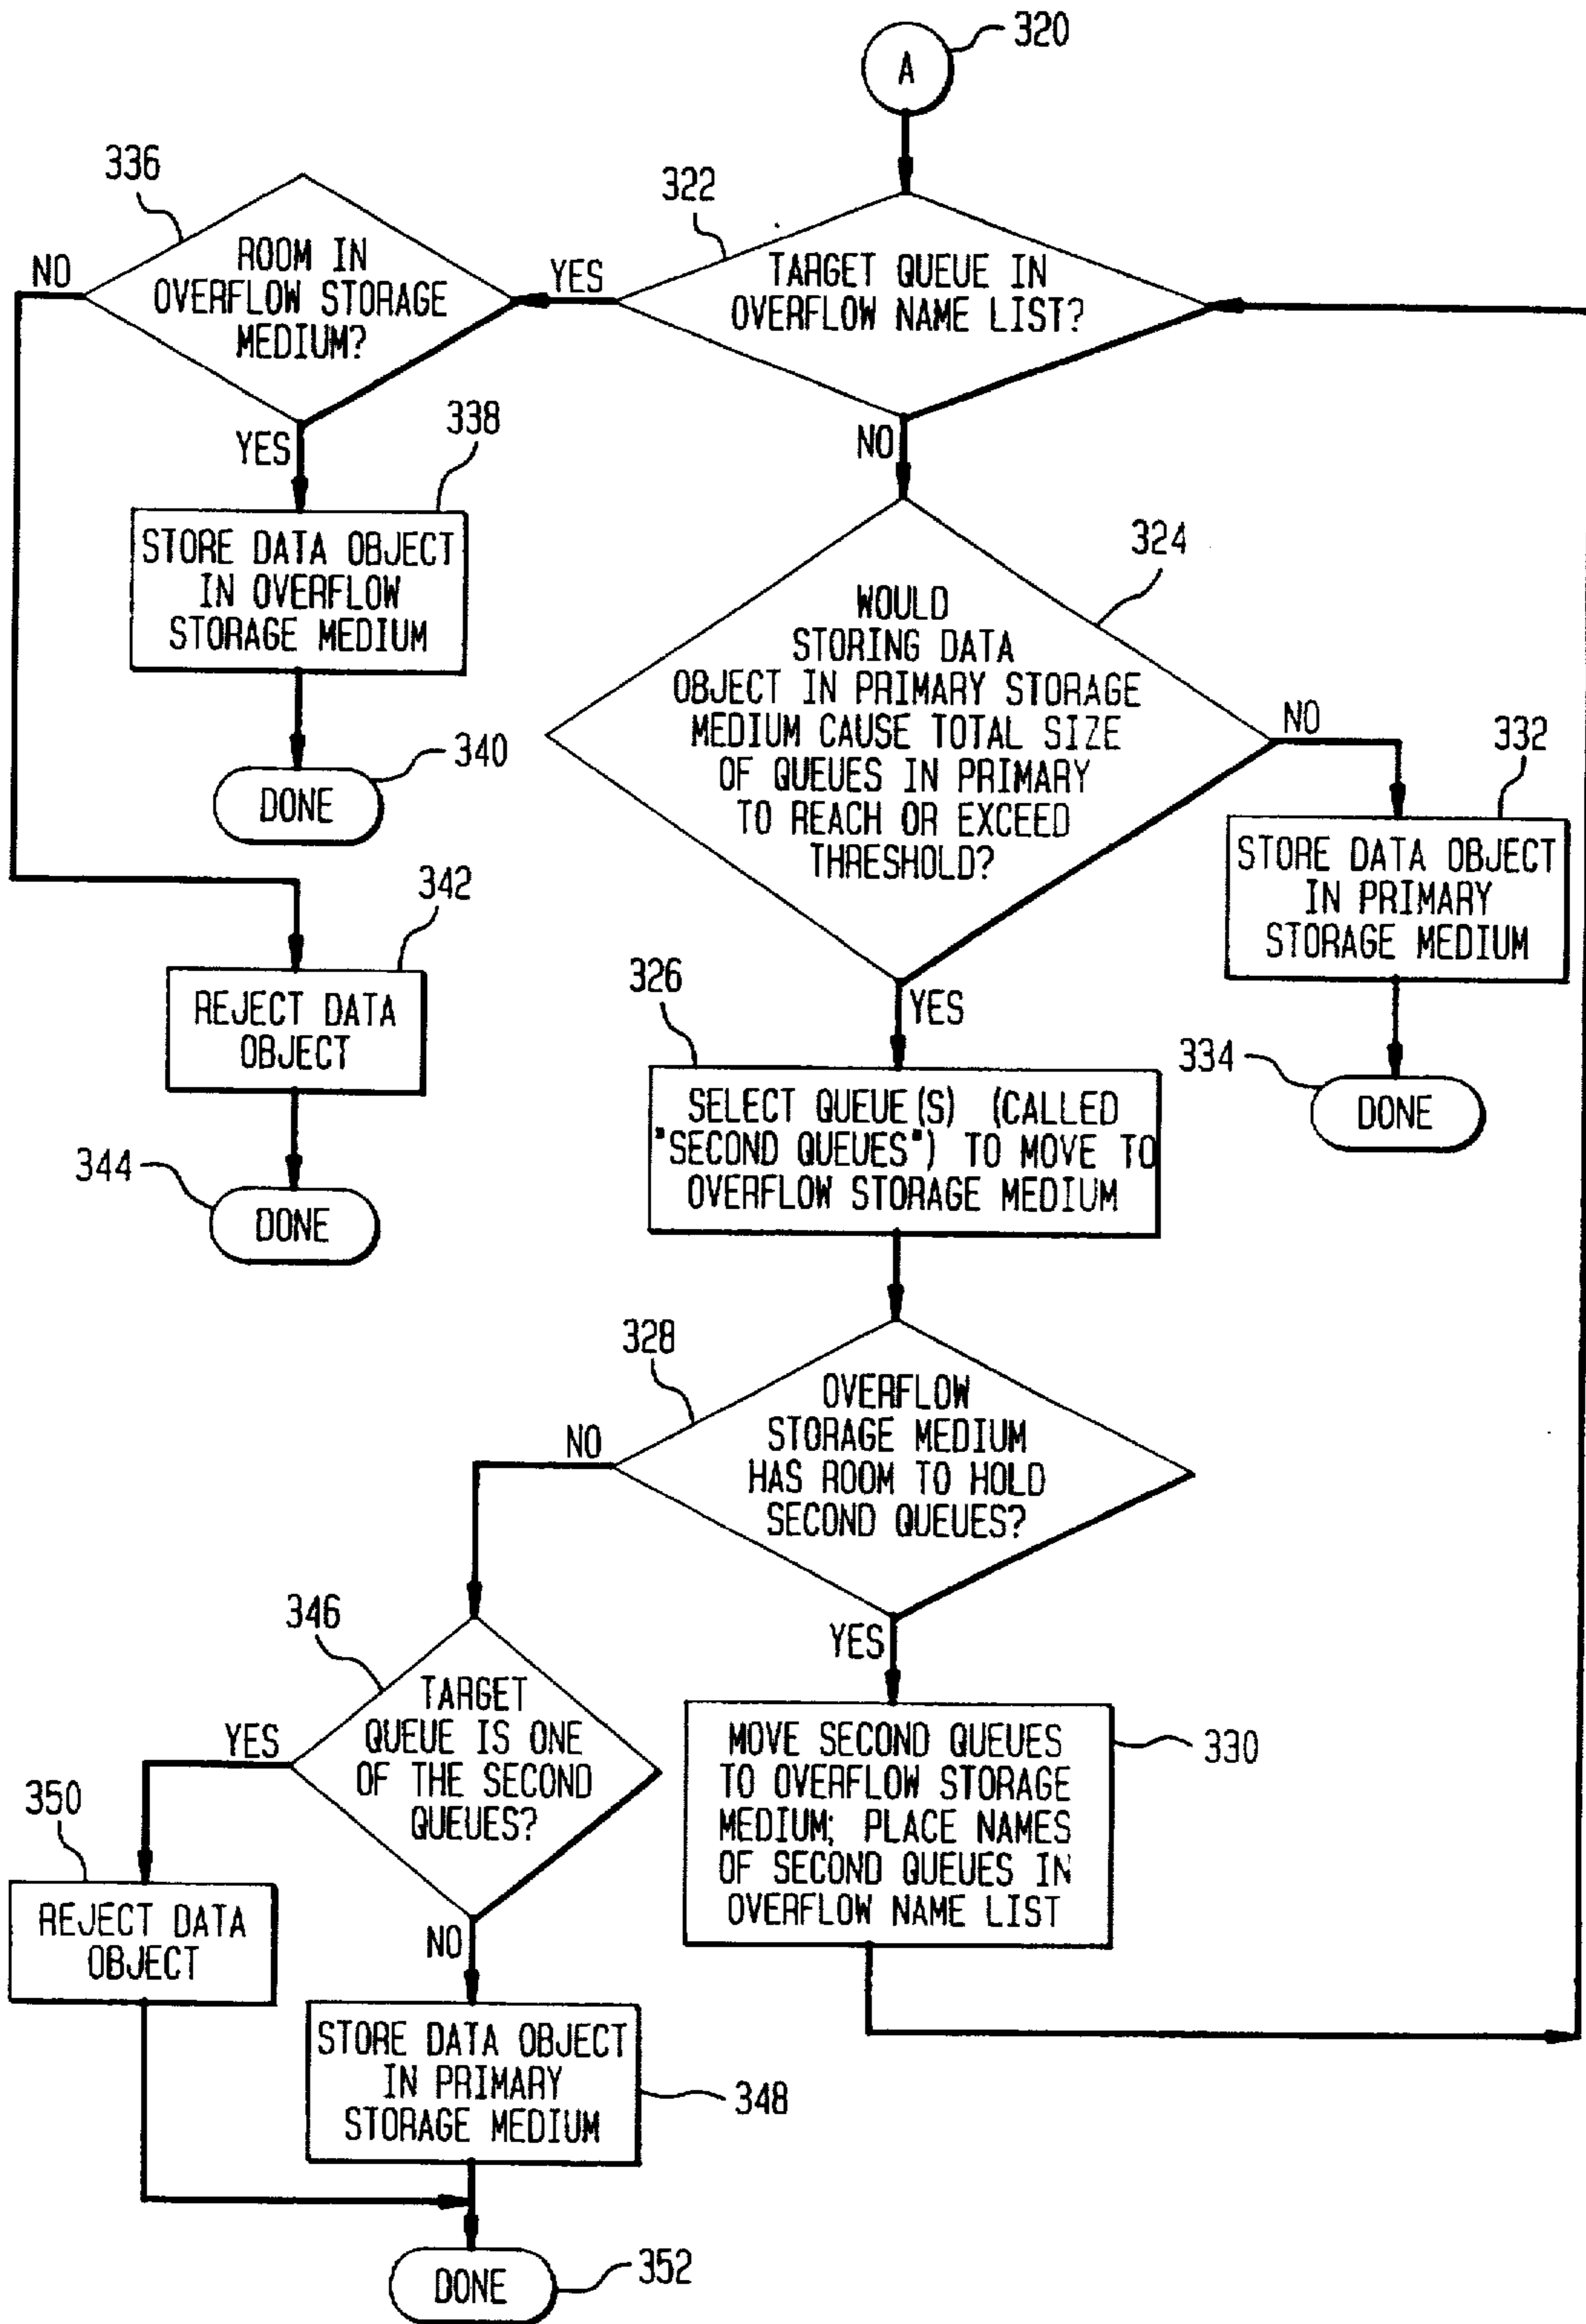 320
A
336
322
NO
ROOM IN
OVERFLOW STORAGE
MEDIUM?
YES
TARGET QUEUE IN
OVERFLOW NAME LIST?
YES
338
NO
STORE DATA OBJECT
IN OVERFLOW
STORAGE MEDIUM
324
WOULD
STORING DATA
OBJECT IN PRIMARY STORAGE
MEDIUM CAUSE TOTAL SIZE
OF QUEUES IN PRIMARY
TO REACH OR EXCEED
THRESHOLD?
NO
332
340
DONE
STORE DATA OBJECT
IN PRIMARY
STORAGE MEDIUM
342
REJECT DATA
OBJECT
326
YES
334
DONE
SELECT QUEUE(S) (CALLED
"SECOND QUEUES") TO MOVE TO
OVERFLOW STORAGE MEDIUM
344
DONE
328
OVERFLOW
STORAGE MEDIUM
HAS ROOM TO HOLD
SECOND QUEUES?
NO
346
YES
TARGET
QUEUE IS ONE
OF THE SECOND
QUEUES?
YES
MOVE SECOND QUEUES
TO OVERFLOW STORAGE
MEDIUM; PLACE NAMES
OF SECOND QUEUES IN
OVERFLOW NAME LIST
330
350
REJECT DATA
OBJECT
NO
STORE DATA OBJECT
IN PRIMARY
STORAGE MEDIUM
348
DONE
352